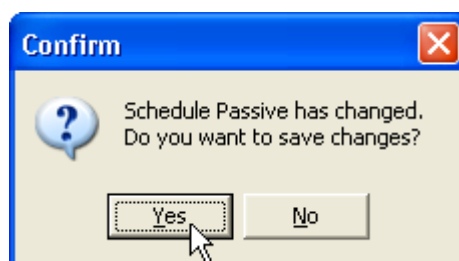 Confirm
Schedule Passive has changed.
Do you want to save changes?
Yes No